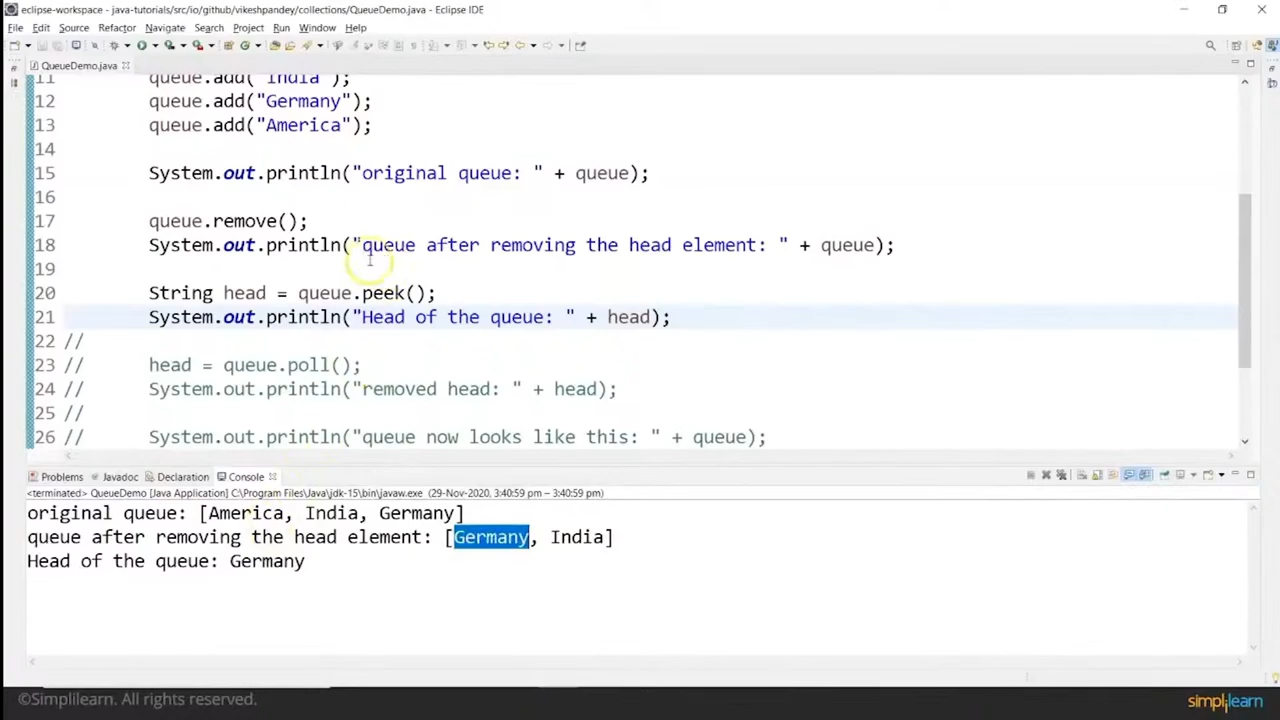 eclipse-workspace - java-tutorials/src/io/github/vikeshpandey/collections/QueueDemo.java - Eclipse IDE
File Edit Source Refactor Navigate Search Project Run Window Help
QueueDemo.java
11 queue.add("India");
12 queue.add("Germany");
13 queue.add("America");
14
15 System.out.println("original queue: " + queue);
16
17 queue.remove();
18 System.out.println("queue after removing the head element: " + queue);
19
20 String head = queue.peek();
21 System.out.println("Head of the queue: " + head);
22 //
23 // head = queue.poll();
24 // System.out.println("removed head: " + head);
25 //
26 // System.out.println("queue now looks like this: " + queue);
Problems Javadoc Declaration Console
<terminated> QueueDemo [Java Application] C:\Program Files\Java\jdk-15\bin\javaw.exe (29-Nov-2020, 3:40:59 pm – 3:40:59 pm)
original queue: [America, India, Germany]
queue after removing the head element: [Germany, India]
Head of the queue: Germany
©Simplilearn. All rights reserved.
simplilearn